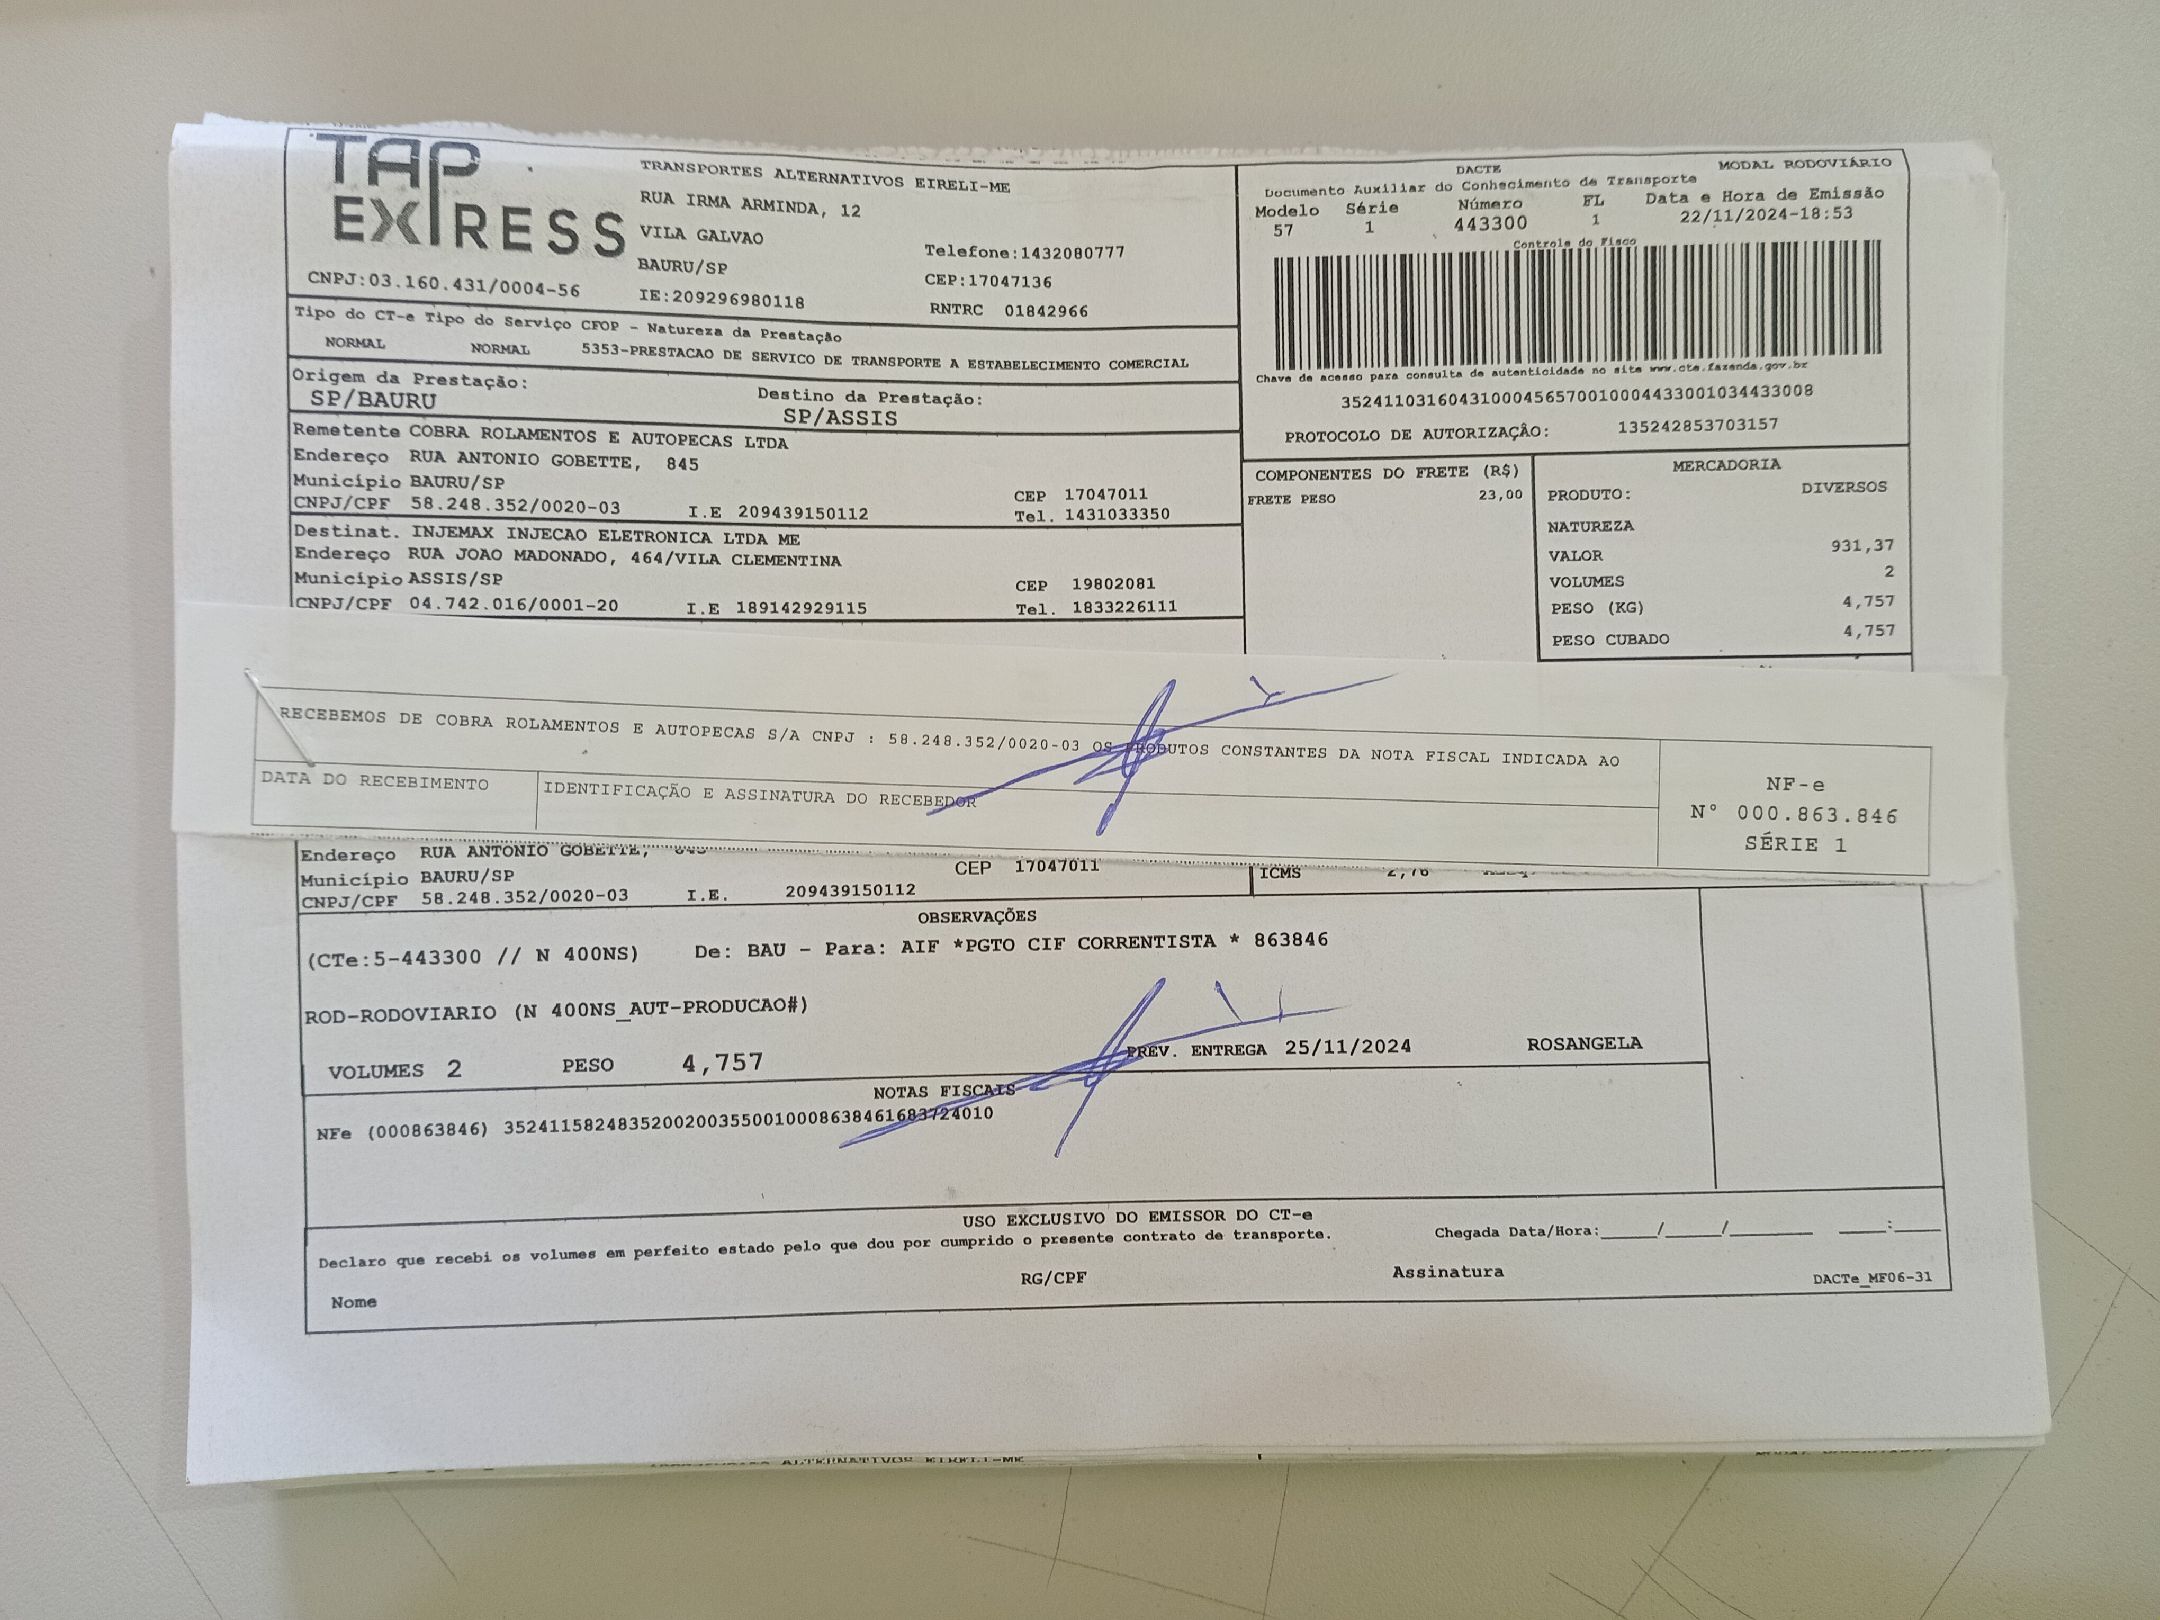 TAP EXPRESS
CNPJ:03.160.431/0004-56
TRANSPORTES ALTERNATIVOS EIRELI-ME
RUA IRMA ARMINDA, 12
VILA GALVAO
BAURU/SP
IE:209296980118
Telefone:1432080777
CEP:17047136
RNTRC 01842966
DACTE MODAL RODOVIÁRIO
Documento Auxiliar do Conhecimento de Transporte
Modelo Série Número FL Data e Hora de Emissão
57 1 443300 1 22/11/2024-18:53
Controle do Fisco
Chave de acesso para consulta de autenticidade no site www.cte.fazenda.gov.br
35241103160431000456570010004433001034433008
PROTOCOLO DE AUTORIZAÇÃO: 135242853703157
Tipo do CT-e Tipo do Serviço CFOP - Natureza da Prestação
NORMAL NORMAL 5353-PRESTACAO DE SERVICO DE TRANSPORTE A ESTABELECIMENTO COMERCIAL
Origem da Prestação: Destino da Prestação:
SP/BAURU SP/ASSIS
Remetente COBRA ROLAMENTOS E AUTOPECAS LTDA
Endereço RUA ANTONIO GOBETTE, 845
Município BAURU/SP CEP 17047011
CNPJ/CPF 58.248.352/0020-03 I.E 209439150112 Tel. 1431033350
Destinat. INJEMAX INJECAO ELETRONICA LTDA ME
Endereço RUA JOAO MADONADO, 464/VILA CLEMENTINA
Município ASSIS/SP CEP 19802081
CNPJ/CPF 04.742.016/0001-20 I.E 189142929115 Tel. 1833226111
COMPONENTES DO FRETE (R$)
FRETE PESO 23,00
MERCADORIA
PRODUTO: DIVERSOS
NATUREZA
VALOR 931,37
VOLUMES 2
PESO (KG) 4,757
PESO CUBADO 4,757
RECEBEMOS DE COBRA ROLAMENTOS E AUTOPECAS S/A CNPJ : 58.248.352/0020-03 OS PRODUTOS CONSTANTES DA NOTA FISCAL INDICADA AO
DATA DO RECEBIMENTO IDENTIFICAÇÃO E ASSINATURA DO RECEBEDOR
NF-e
N° 000.863.846
SÉRIE 1
Endereço RUA ANTONIO GOBETTE,
Município BAURU/SP CEP 17047011
CNPJ/CPF 58.248.352/0020-03 I.E. 209439150112
ICMS
OBSERVAÇÕES
(CTe:5-443300 // N 400NS) De: BAU - Para: AIF *PGTO CIF CORRENTISTA * 863846
ROD-RODOVIARIO (N 400NS_AUT-PRODUCAO#)
VOLUMES 2 PESO 4,757 PREV. ENTREGA 25/11/2024 ROSANGELA
NOTAS FISCAIS
NFe (000863846) 35241158248352002003550010008638461683724010
USO EXCLUSIVO DO EMISSOR DO CT-e
Declaro que recebi os volumes em perfeito estado pelo que dou por cumprido o presente contrato de transporte. Chegada Data/Hora:____/____/______ ____:____
Nome RG/CPF Assinatura DACTe_MF06-31
ALTERNATIVOS EIRELI-ME